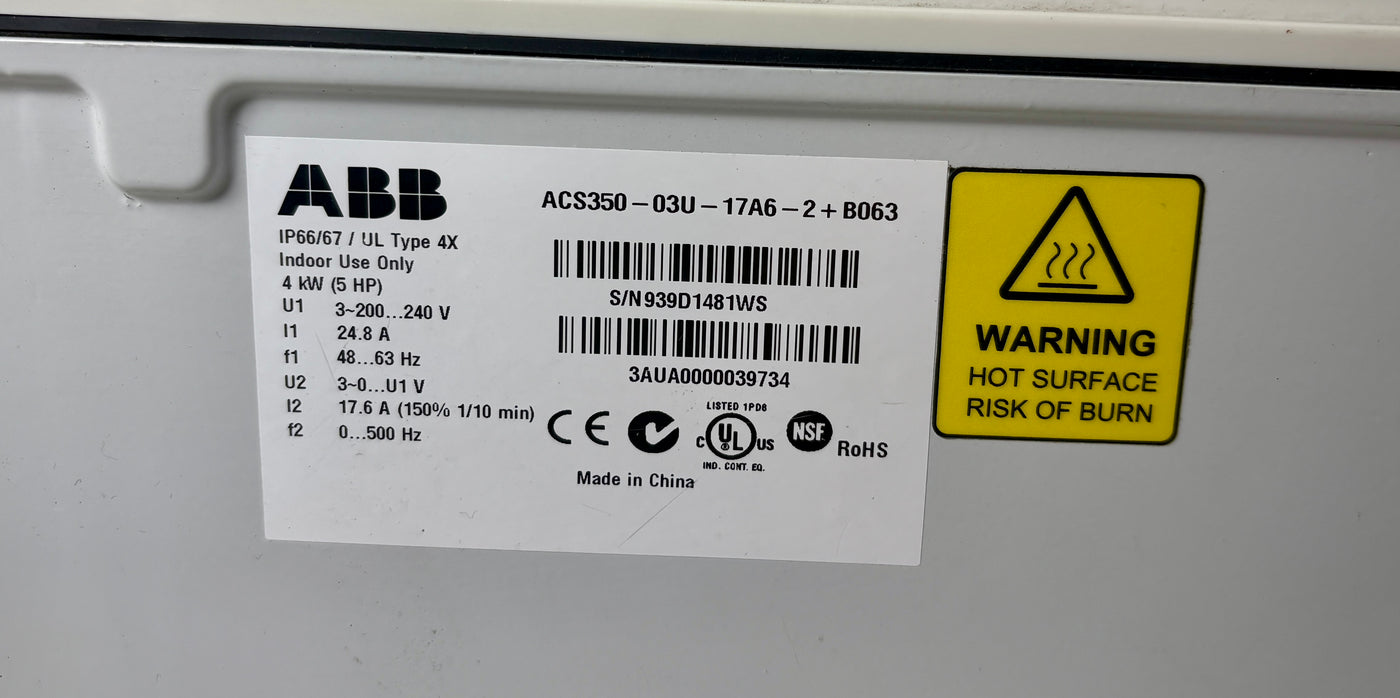 ABB
ACS350-03U-17A6-2+B063
IP66/67 / UL Type 4X
Indoor Use Only
4 kW (5 HP)
U1 3~200...240 V
I1 24.8 A
f1 48...63 Hz
U2 3~0...U1 V
I2 17.6 A (150% 1/10 min)
f2 0...500 Hz
S/N939D1481WS
3AUA0000039734
CE
LISTED 1PD6
C UL US
IND. CONT. EQ.
NSF
RoHS
Made in China
WARNING
HOT SURFACE
RISK OF BURN